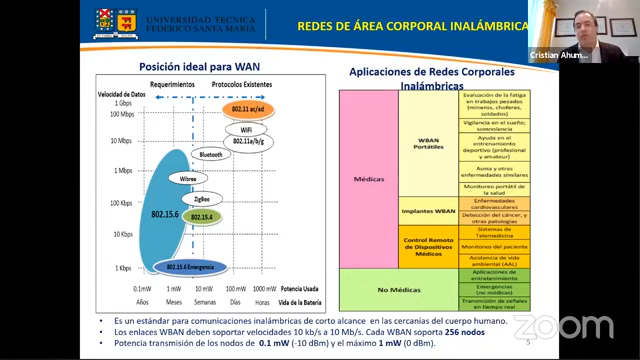 UNIVERSIDAD TECNICA
FEDERICO SANTA MARIA
REDES DE ÁREA CORPORAL INALÁMBRICA
Cristian Ahum...
Posición ideal para WAN
Requerimientos
Protocolos Existentes
Velocidad de Datos
1 Gbps
100 Mbps
10 Mbps
1 Mbps
100 Kbps
10 Kbps
1 Kbps
802.11 ac/ad
WiFi
802.11a/b/g
Bluetooth
Wibree
ZigBee
802.15.4
802.15.6
802.15.6 Emergencia
0.1mW
1 mW
10 mW
100 mW
1000 mW
Potencia Usada
Años
Meses
Semanas
Días
Horas
Vida de la Batería
Aplicaciones de Redes Corporales
Inalámbricas
Médicas
WBAN
Portátiles
Evaluación de la fatiga
en trabajos pesados
(mineros, choferes,
soldados)
Vigilancia en el sueño;
somnolencia
Ayuda en el
entrenamiento
deportivo (profesional
y amateur)
Asma y otras
enfermedades similares
Monitoreo portátil de
la salud
Implantes WBAN
Enfermedades
cardiovasculares
Detección del cáncer, y
otras patologías
Control Remoto
de Dispositivos
Médicos
Sistemas de
Telemedicina
Monitoreo del paciente
Asistencia de vida
ambiental (AAL)
No Médicas
Aplicaciones de
entretenimiento
Emergencias
(no médicas)
Transmisión de señales
en tiempo real
• Es un estándar para comunicaciones inalámbricas de corto alcance en las cercanías del cuerpo humano.
• Los enlaces WBAN deben soportar velocidades 10 kb/s a 10 Mb/s. Cada WBAN soporta 256 nodos
• Potencia transmisión de los nodos de 0.1 mW (-10 dBm) y el máximo 1 mW (0 dBm).
5
zoom